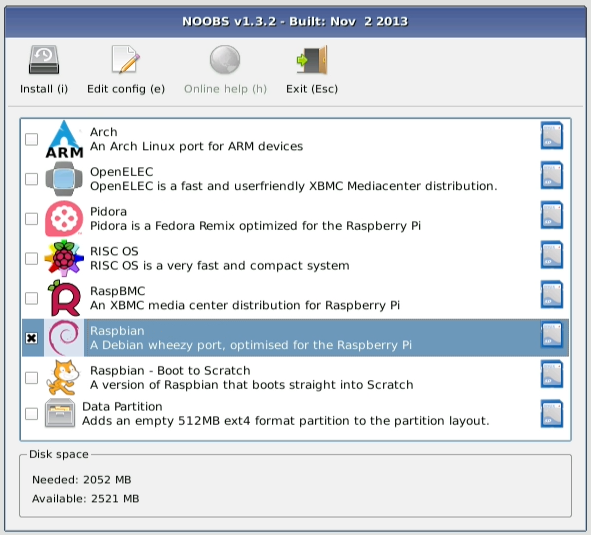 NOOBS v1.3.2 - Built: Nov  2 2013
Install (i) Edit config (e) Online help (h) Exit (Esc)
Arch
ARM An Arch Linux port for ARM devices
OpenELEC
OpenELEC is a fast and userfriendly XBMC Mediacenter distribution.
Pidora
Pidora is a Fedora Remix optimized for the Raspberry Pi
RISC OS
RISC OS is a very fast and compact system
RaspBMC
An XBMC media center distribution for Raspberry Pi
Raspbian
A Debian wheezy port, optimised for the Raspberry Pi
Raspbian - Boot to Scratch
A version of Raspbian that boots straight into Scratch
Data Partition
Adds an empty 512MB ext4 format partition to the partition layout.
Disk space
Needed: 2052 MB
Available: 2521 MB